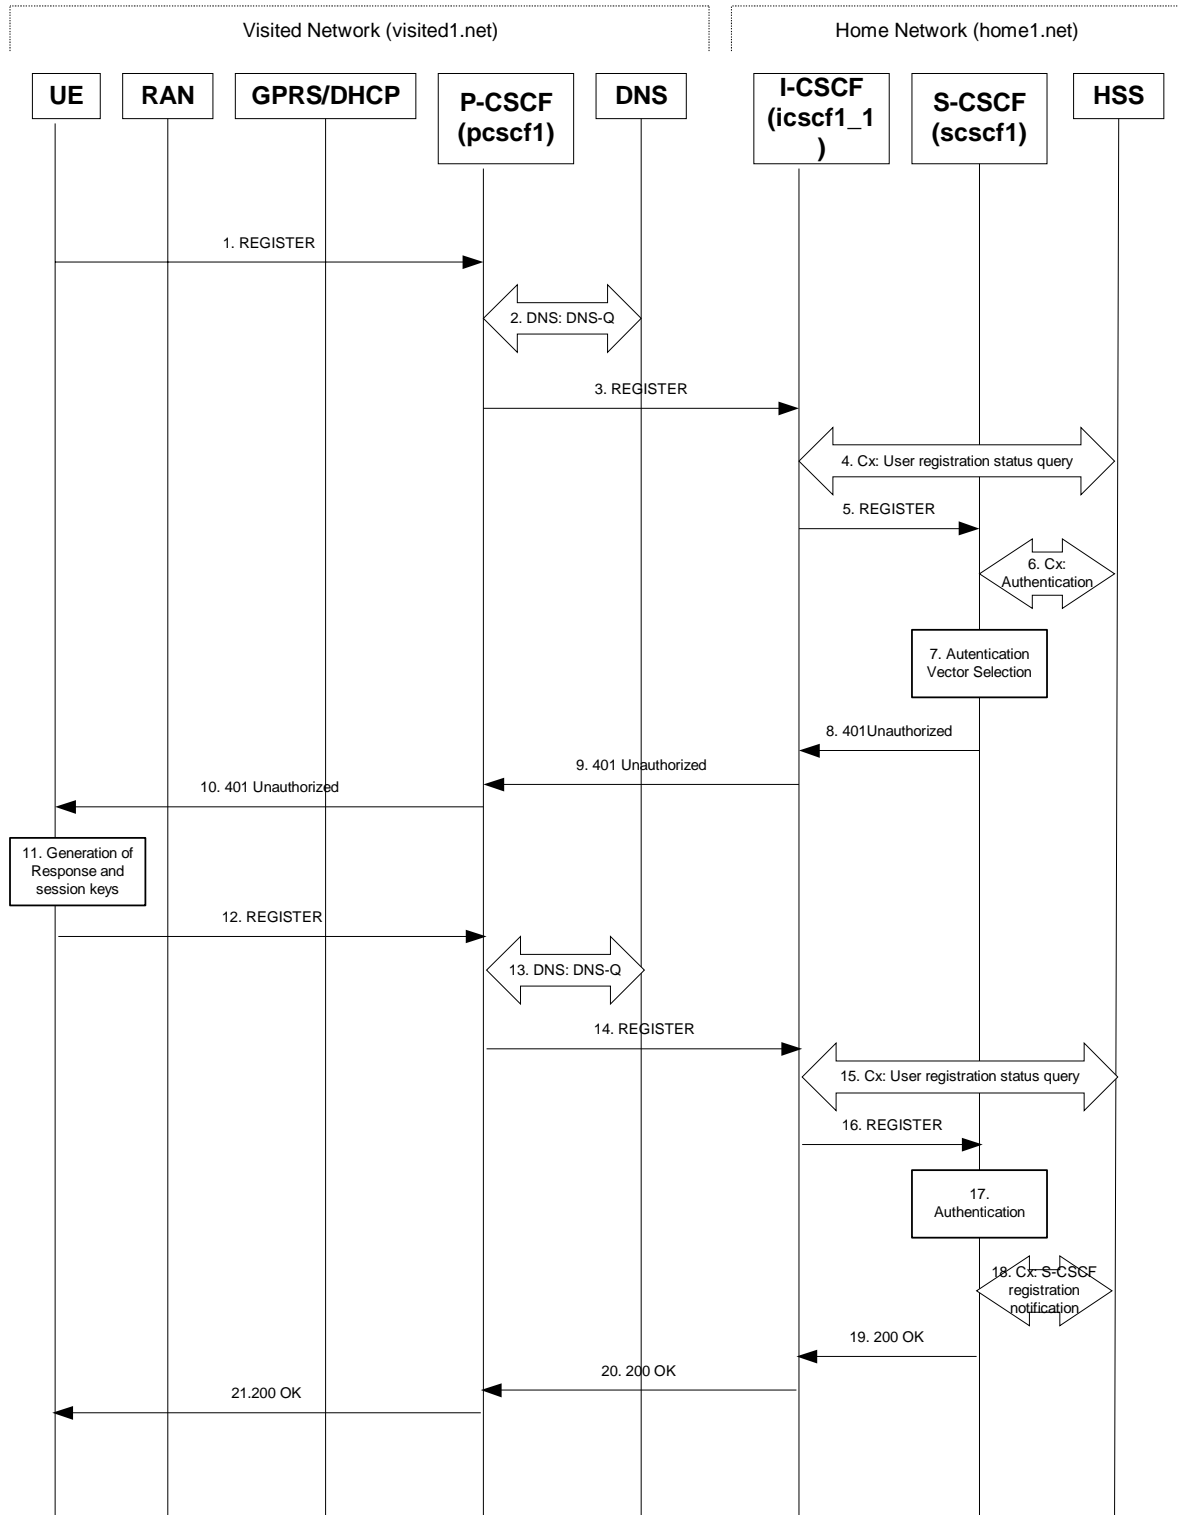 Visited Network (visited1.net)
Home Network (home1.net)
UE
RAN
GPRS/DHCP
P-CSCF
(pcscf1)
DNS
I-CSCF
(icscf1_1
)
S-CSCF
(scscf1)
HSS
1. REGISTER
2. DNS: DNS-Q
3. REGISTER
4. Cx: User registration status query
5. REGISTER
6. Cx:
Authentication
7. Autentication
Vector Selection
8. 401Unauthorized
9. 401 Unauthorized
10. 401 Unauthorized
11. Generation of
Response and
session keys
12. REGISTER
13. DNS: DNS-Q
14. REGISTER
15. Cx: User registration status query
16. REGISTER
17.
Authentication
18. Cx: S-CSCF
registration
notification
19. 200 OK
20. 200 OK
21.200 OK